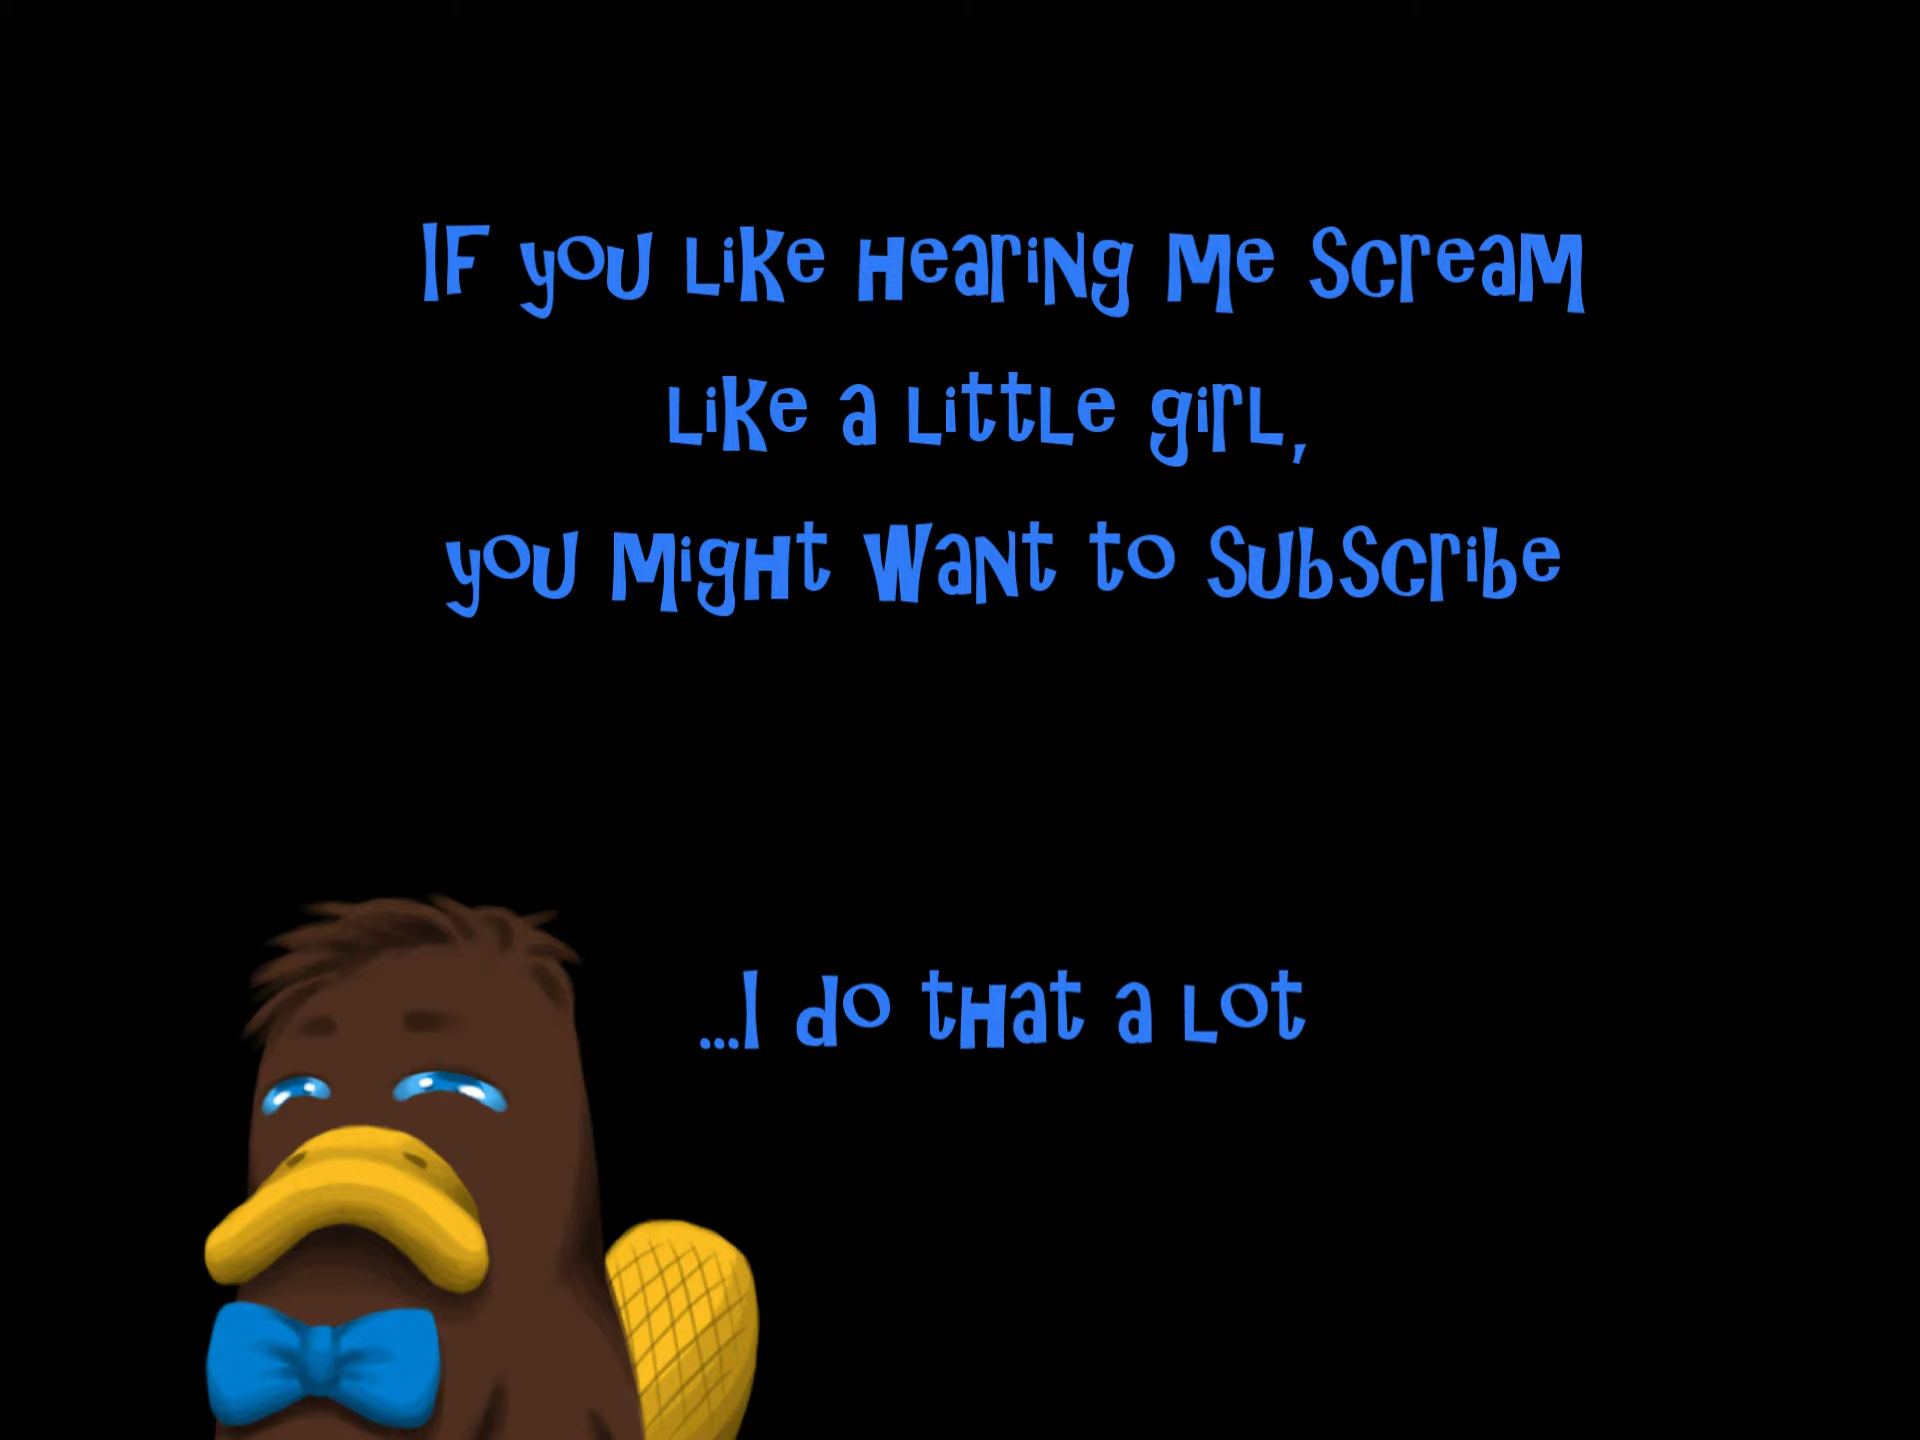 If you like hearing me scream
like a little girl,
you might want to subscribe
...I do that a lot